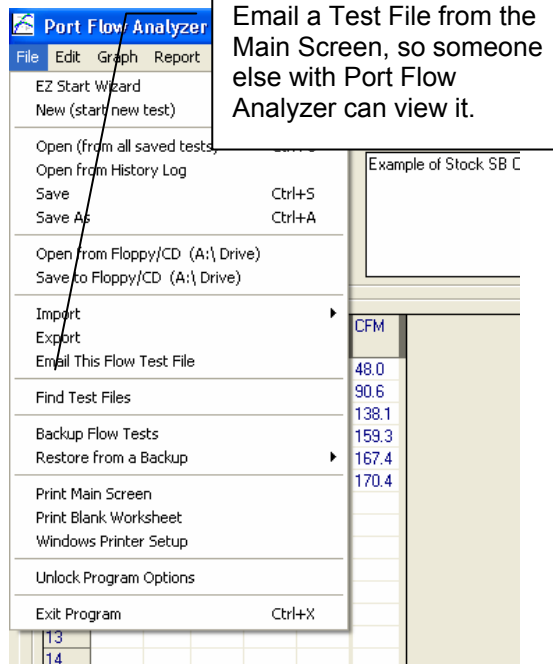 Port Flow Analyzer
Email a Test File from the
Main Screen, so someone
else with Port Flow
Analyzer can view it.
File Edit Graph Report
EZ Start Wizard
New (start new test)
Open (from all saved tests)
Open from History Log
Save Ctrl+S
Save As Ctrl+A
Open from Floppy/CD (A:\ Drive)
Save to Floppy/CD (A:\ Drive)
Import
Export
Email This Flow Test File
Find Test Files
Backup Flow Tests
Restore from a Backup
Print Main Screen
Print Blank Worksheet
Windows Printer Setup
Unlock Program Options
Exit Program Ctrl+X
Example of Stock SB
CFM
48.0
90.6
138.1
159.3
167.4
170.4
13
14